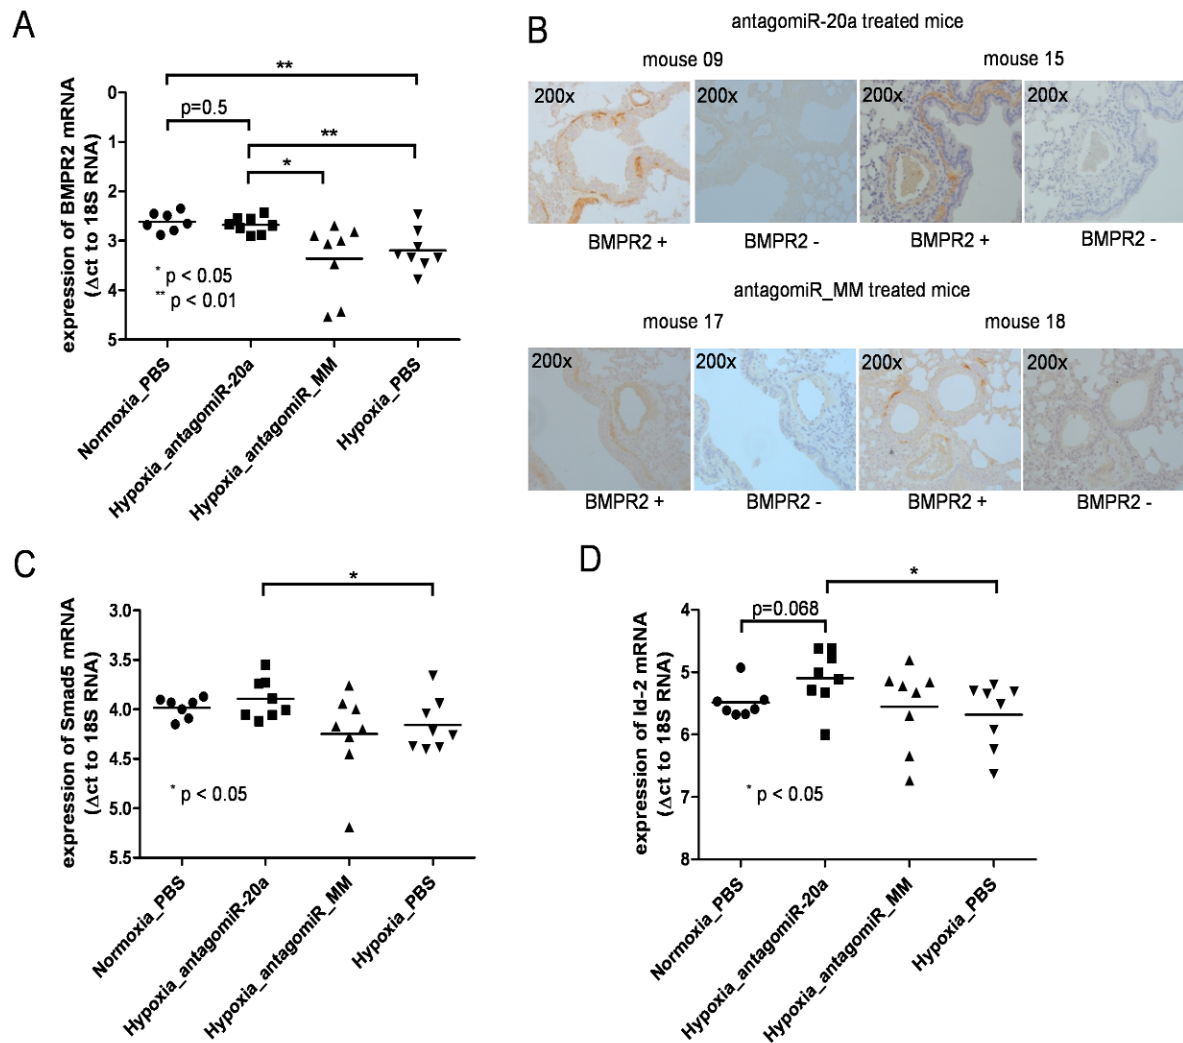 A
expression of BMPR2 mRNA
(Δct to 18S RNA)
0
1
2
3
4
5
**
p=0.5
**
*
* p < 0.05
** p < 0.01
Normoxia_PBS
Hypoxia_antagomiR-20a
Hypoxia_antagomiR_MM
Hypoxia_PBS
B
antagomiR-20a treated mice
mouse 09
mouse 15
200x
200x
200x
200x
BMPR2 +
BMPR2 -
BMPR2 +
BMPR2 -
antagomiR_MM treated mice
mouse 17
mouse 18
200x
200x
200x
200x
BMPR2 +
BMPR2 -
BMPR2 +
BMPR2 -
C
expression of Smad5 mRNA
(Δct to 18S RNA)
3.0
3.5
4.0
4.5
5.0
5.5
*
* p < 0.05
Normoxia_PBS
Hypoxia_antagomiR-20a
Hypoxia_antagomiR_MM
Hypoxia_PBS
D
expression of Id-2 mRNA
(Δct to 18S RNA)
4
5
6
7
8
*
p=0.068
* p < 0.05
Normoxia_PBS
Hypoxia_antagomiR-20a
Hypoxia_antagomiR_MM
Hypoxia_PBS